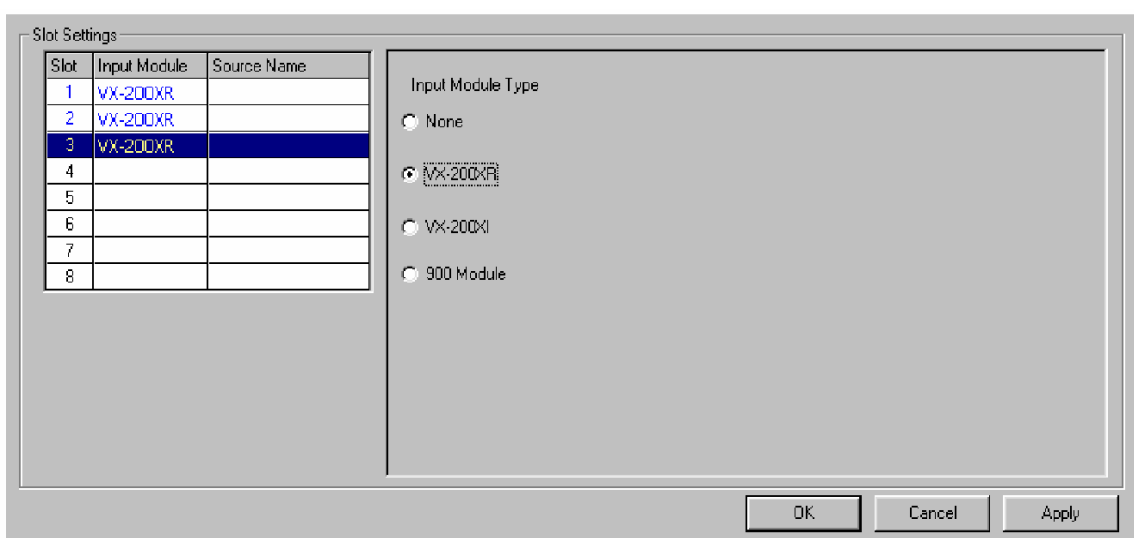 Slot Settings
Slot Input Module Source Name
1 VX-200XR
2 VX-200XR
3 VX-200XR
4
5
6
7
8
Input Module Type
None
VX-200XR
VX-200XI
900 Module
OK Cancel Apply